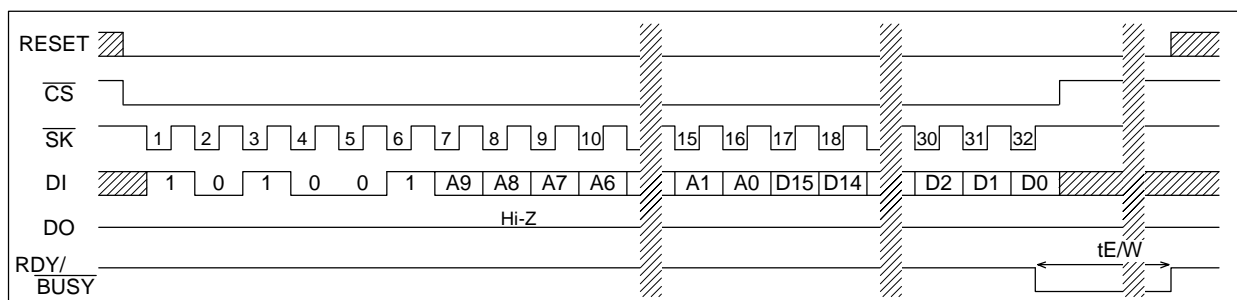 RESET
CS
SK 1 2 3 4 5 6 7 8 9 10 15 16 17 18 30 31 32
DI 1 0 1 0 0 1 A9 A8 A7 A6 A1 A0 D15 D14 D2 D1 D0
DO Hi-Z
RDY/
BUSY tE/W